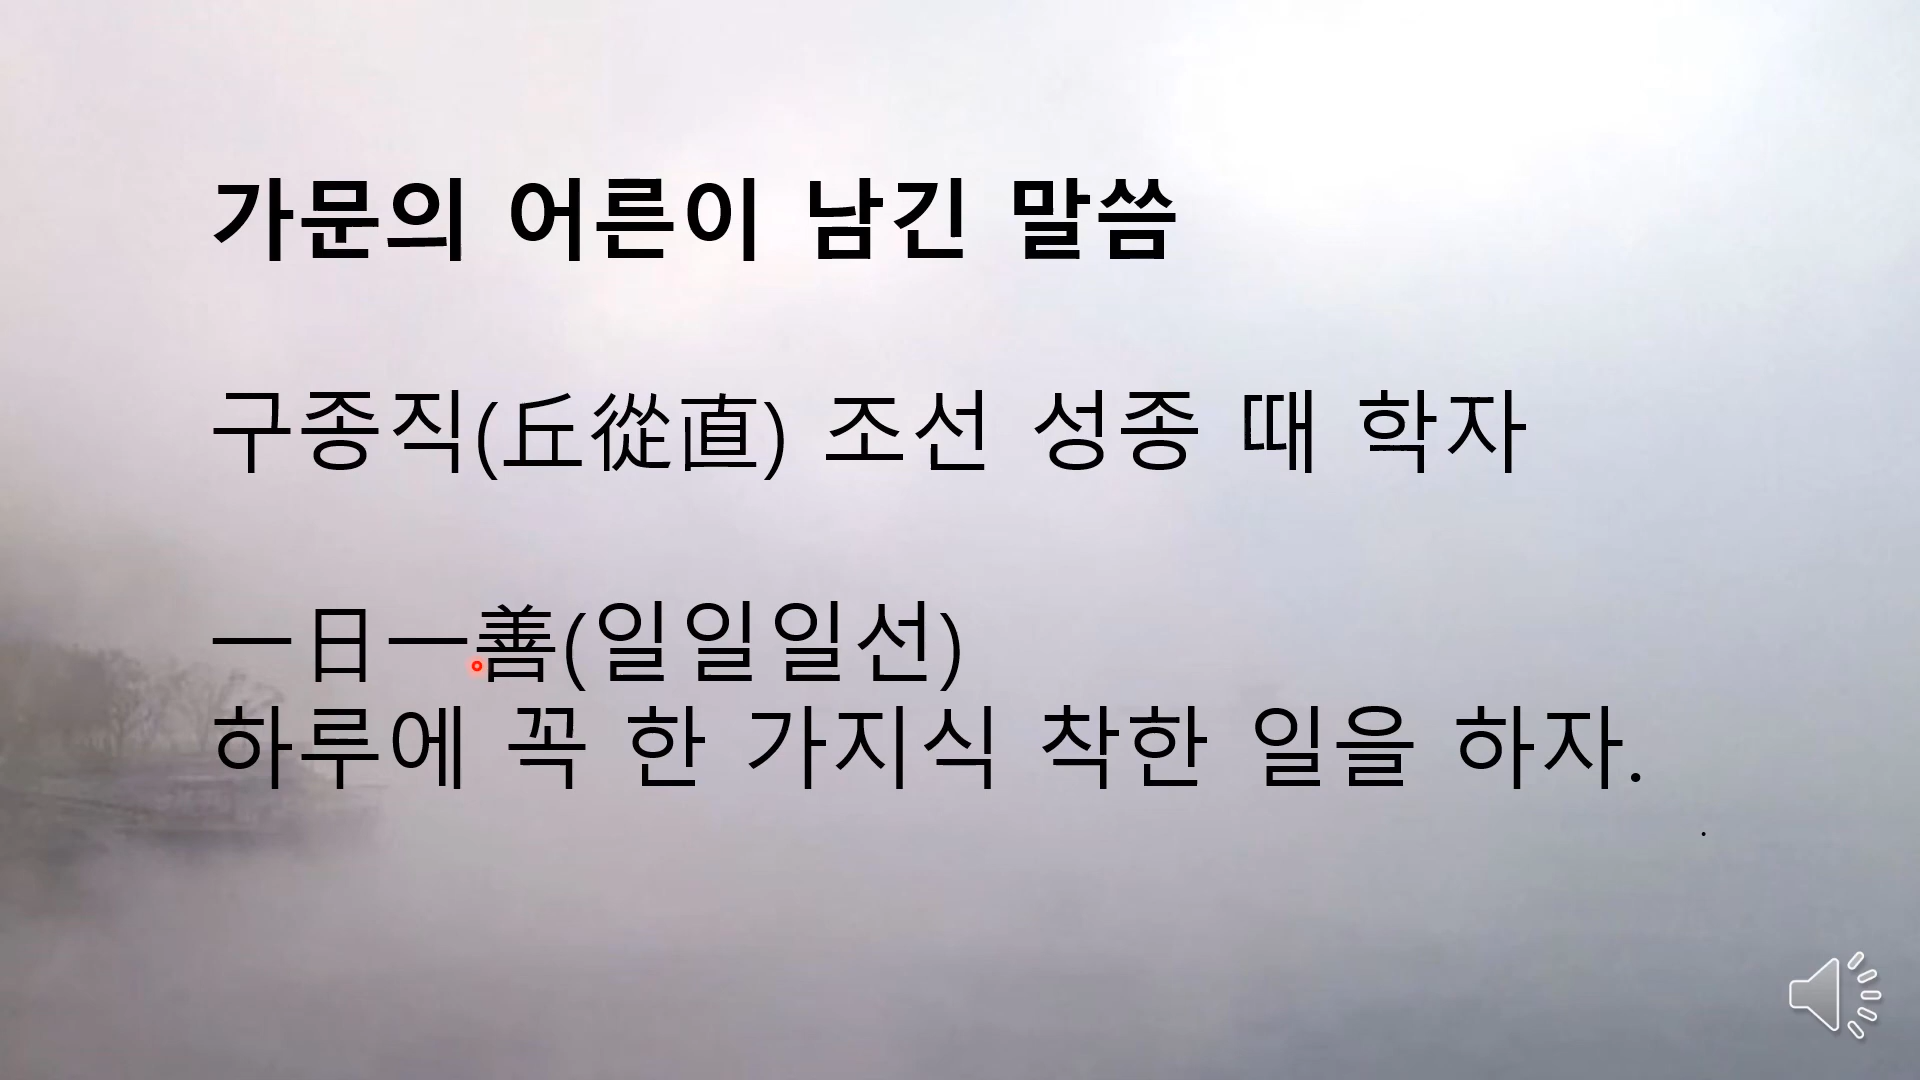 가문의 어른이 남긴 말씀
구종직(丘從直) 조선 성종 때 학자
一日一善(일일일선)
하루에 꼭 한 가지식 착한 일을 하자.
.